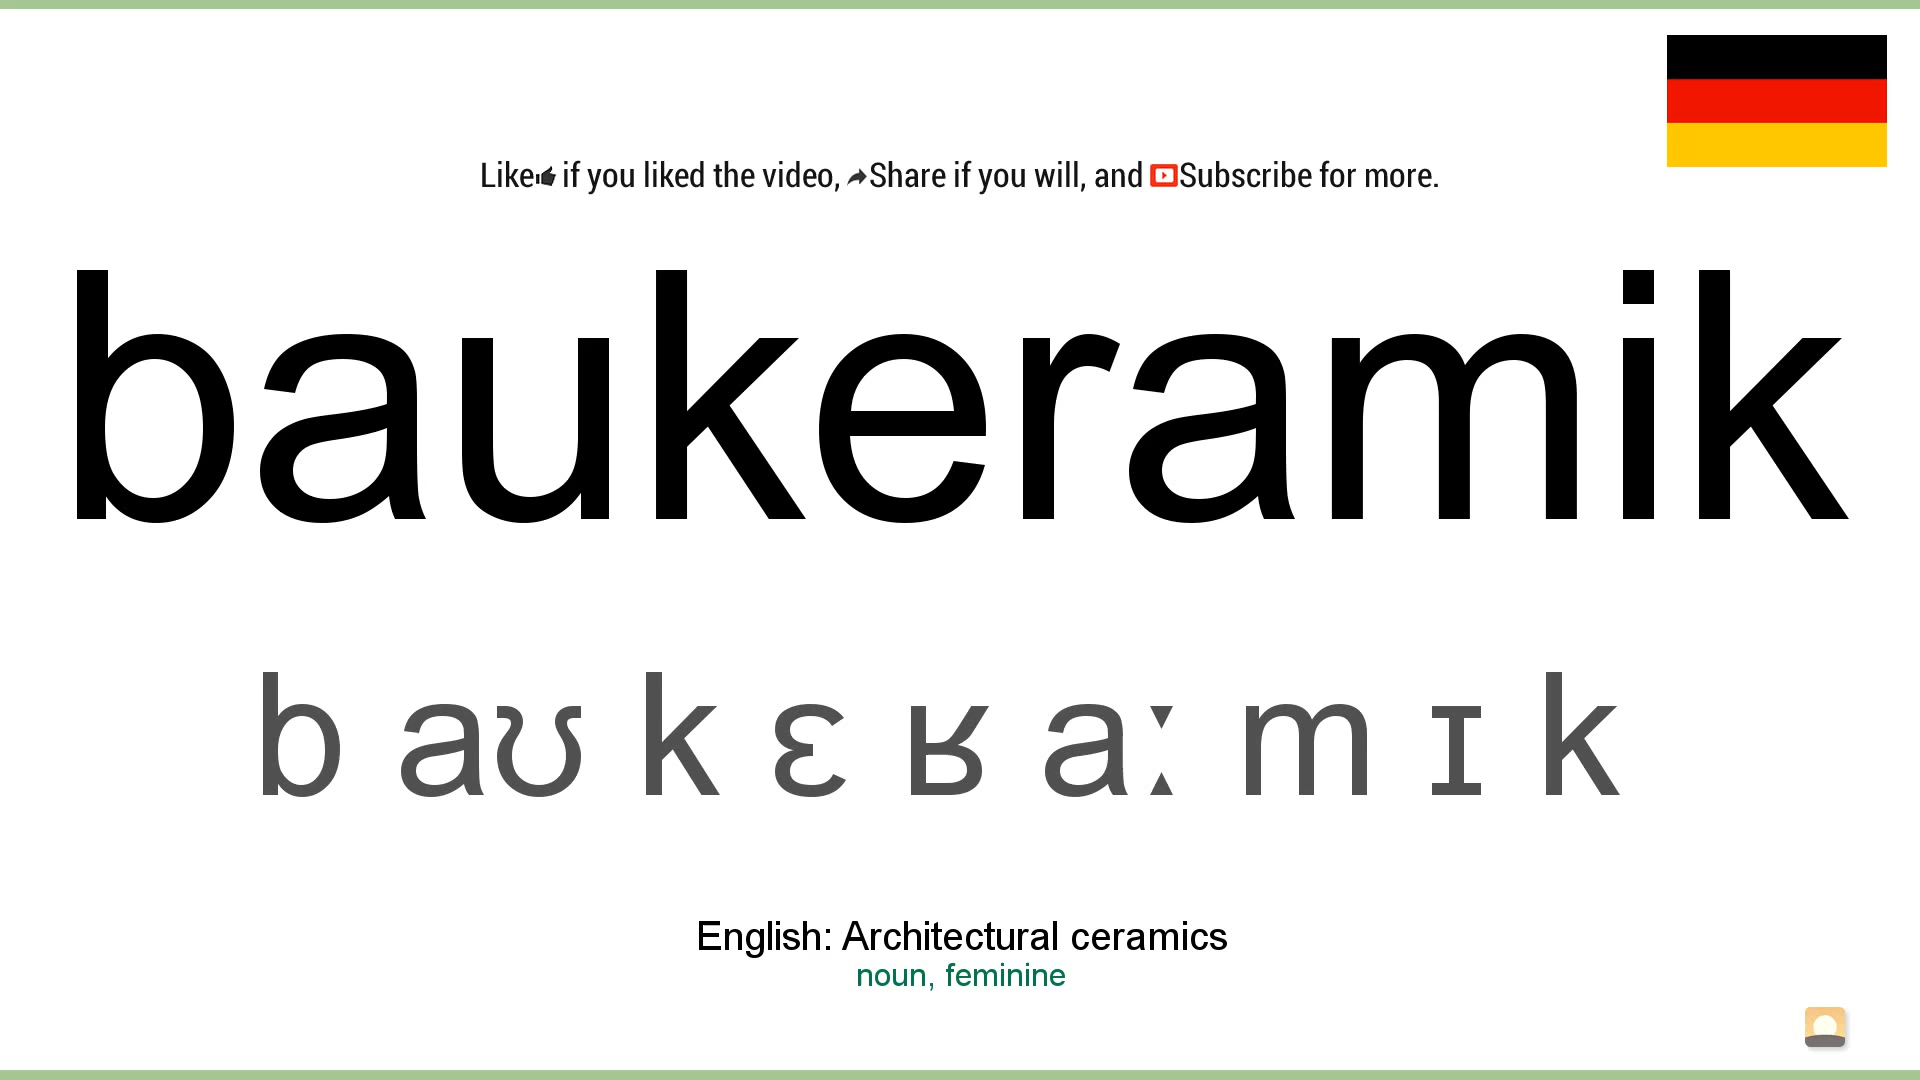 Like if you liked the video, Share if you will, and Subscribe for more.
baukeramik
b aʊ k ɛ ʁ aː m ɪ k
English: Architectural ceramics
noun, feminine